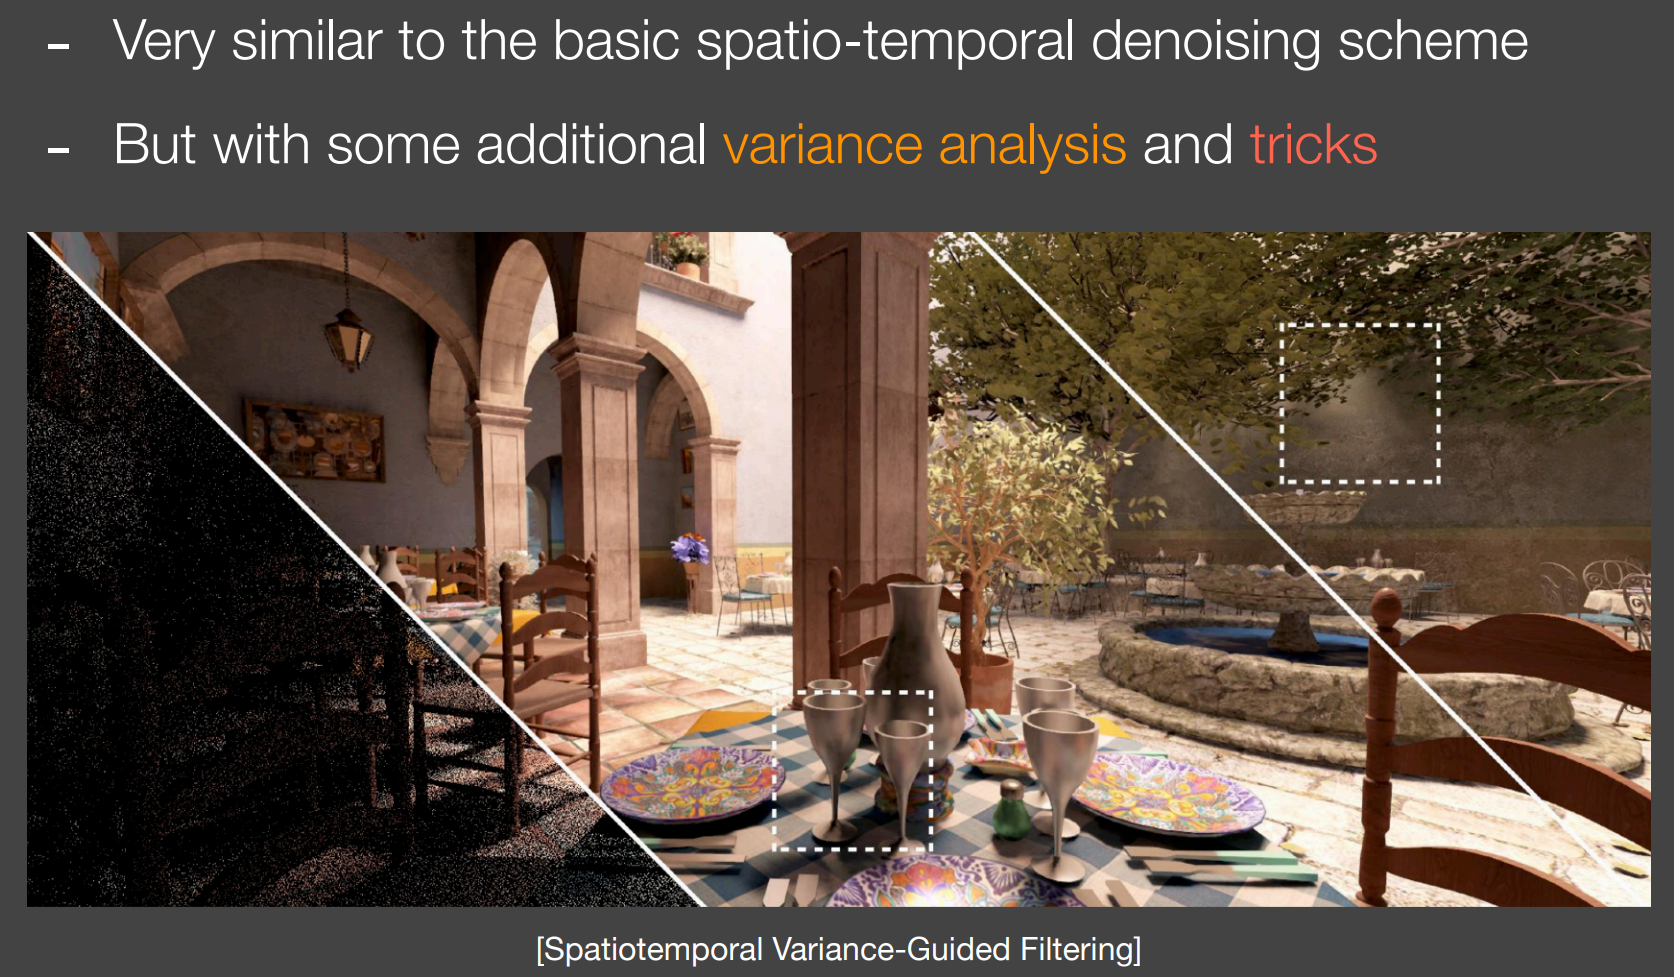 - Very similar to the basic spatio-temporal denoising scheme
- But with some additional variance analysis and tricks
[Spatiotemporal Variance-Guided Filtering]